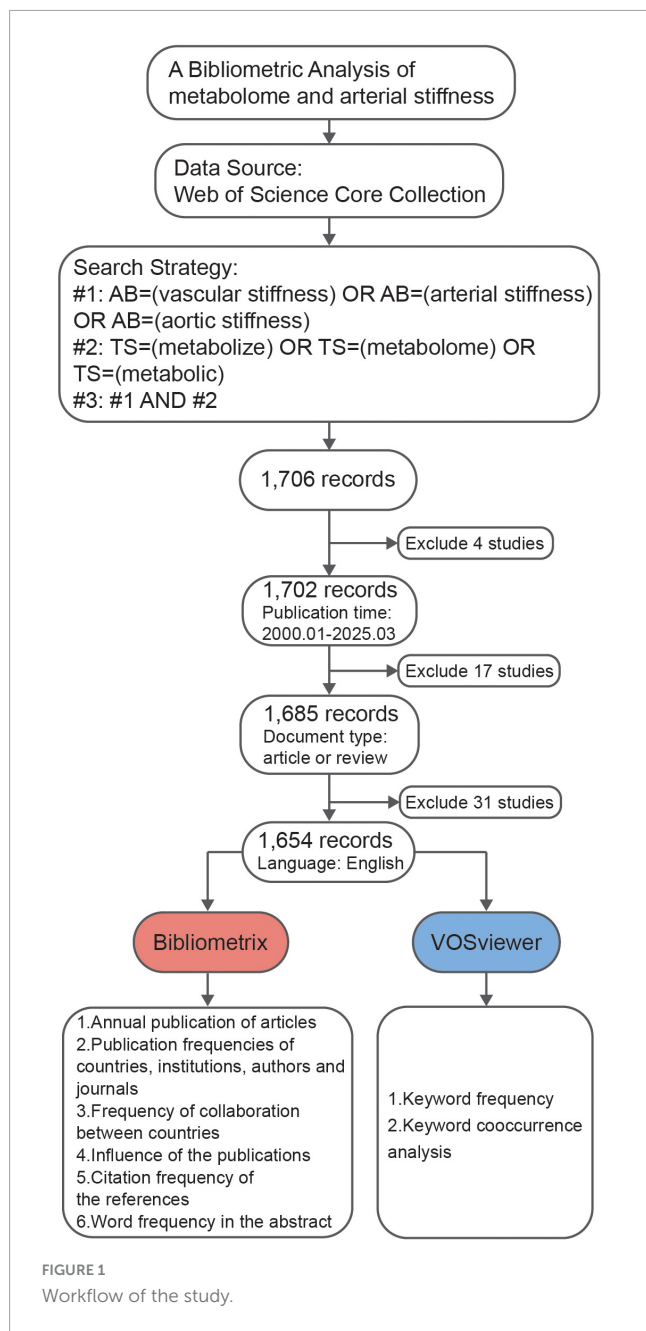 A Bibliometric Analysis of
metabolome and arterial stiffness
Data Source:
Web of Science Core Collection
Search Strategy:
#1: AB=(vascular stiffness) OR AB=(arterial stiffness)
OR AB=(aortic stiffness)
#2: TS=(metabolize) OR TS=(metabolome) OR
TS=(metabolic)
#3: #1 AND #2
1,706 records
Exclude 4 studies
1,702 records
Publication time:
2000.01-2025.03
Exclude 17 studies
1,685 records
Document type:
article or review
Exclude 31 studies
1,654 records
Language: English
Bibliometrix
VOSviewer
1.Annual publication of articles
2.Publication frequencies of
countries, institutions, authors and
journals
3.Frequency of collaboration
between countries
4.Influence of the publications
5.Citation frequency of
the references
6.Word frequency in the abstract
1.Keyword frequency
2.Keyword cooccurrence
analysis
FIGURE 1
Workflow of the study.